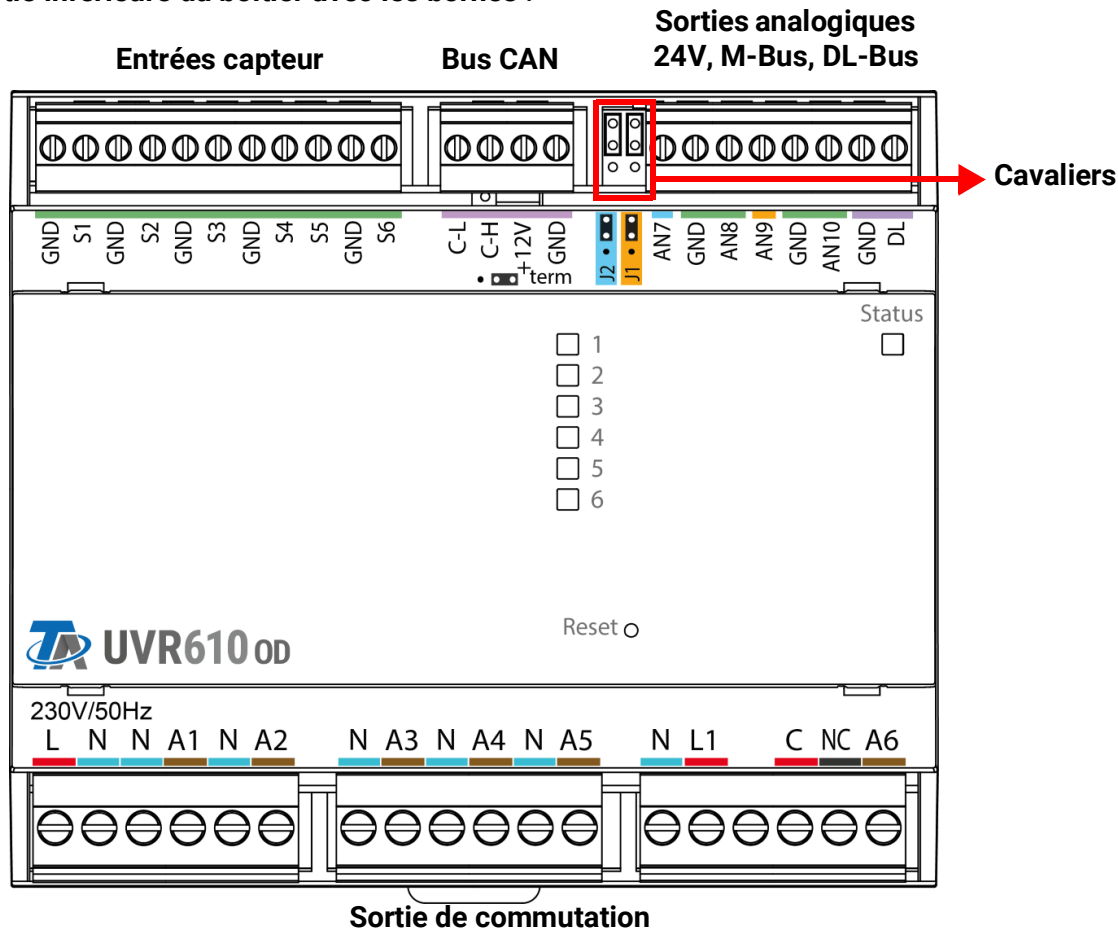 Sorties analogiques
24V, M-Bus, DL-Bus
Entrées capteur
Bus CAN
Cavaliers
GND S1 GND S2 GND S3 GND S4 S5 GND S6
C-L C-H +12V GND
term
J2 J1
AN7 GND AN8 AN9 GND AN10 GND DL
Status
1
2
3
4
5
6
Reset
TA UVR610 OD
230V/50Hz
L N N A1 N A2 N A3 N A4 N A5 N L1 C NC A6
Sortie de commutation